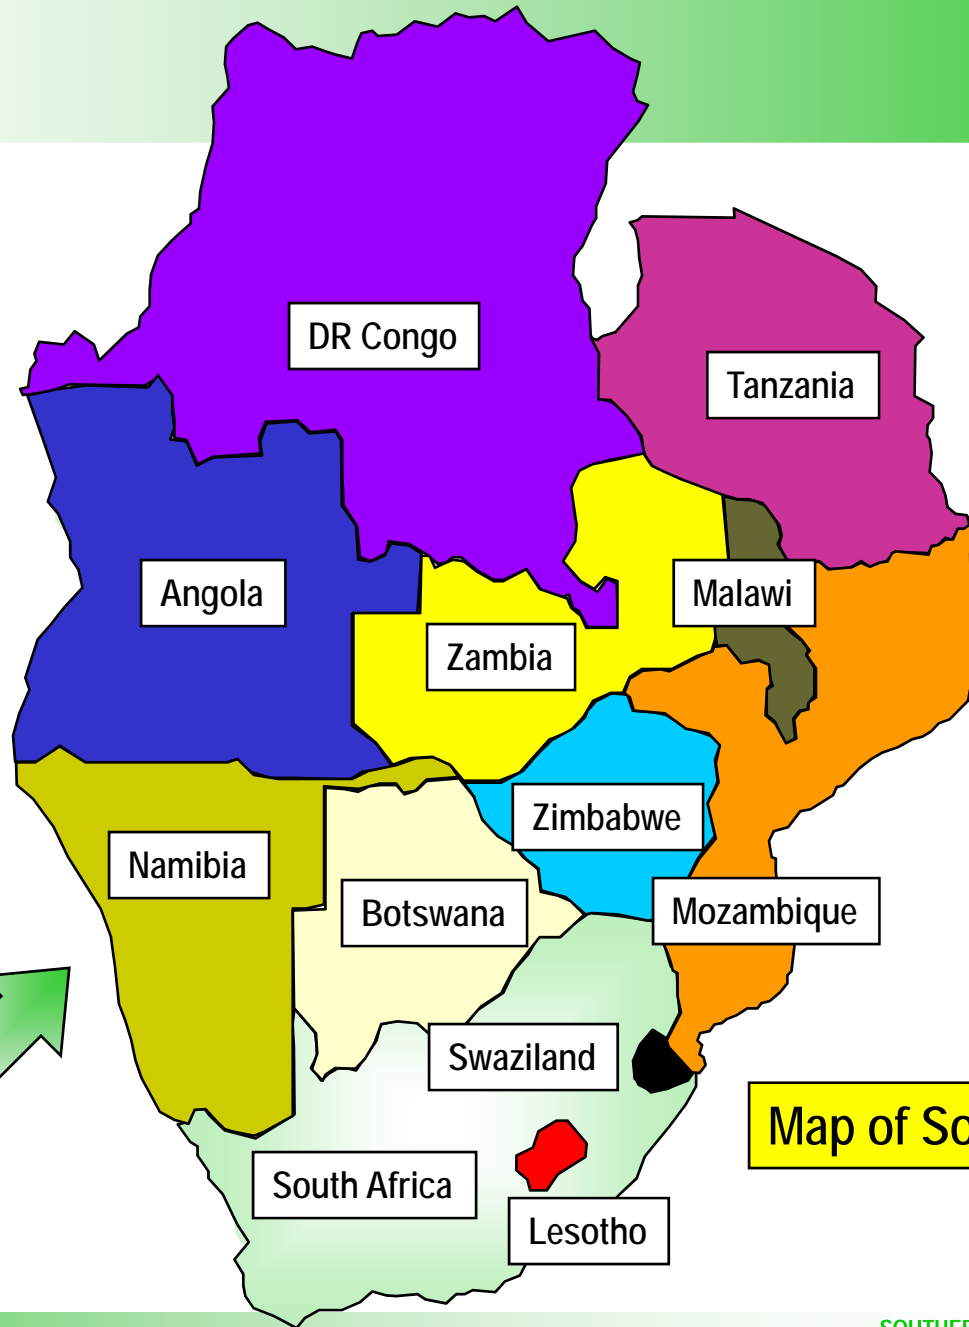 DR Congo
Tanzania
Angola
Malawi
Zambia
Zimbabwe
Namibia
Botswana
Mozambique
Swaziland
Map of So
South Africa
Lesotho